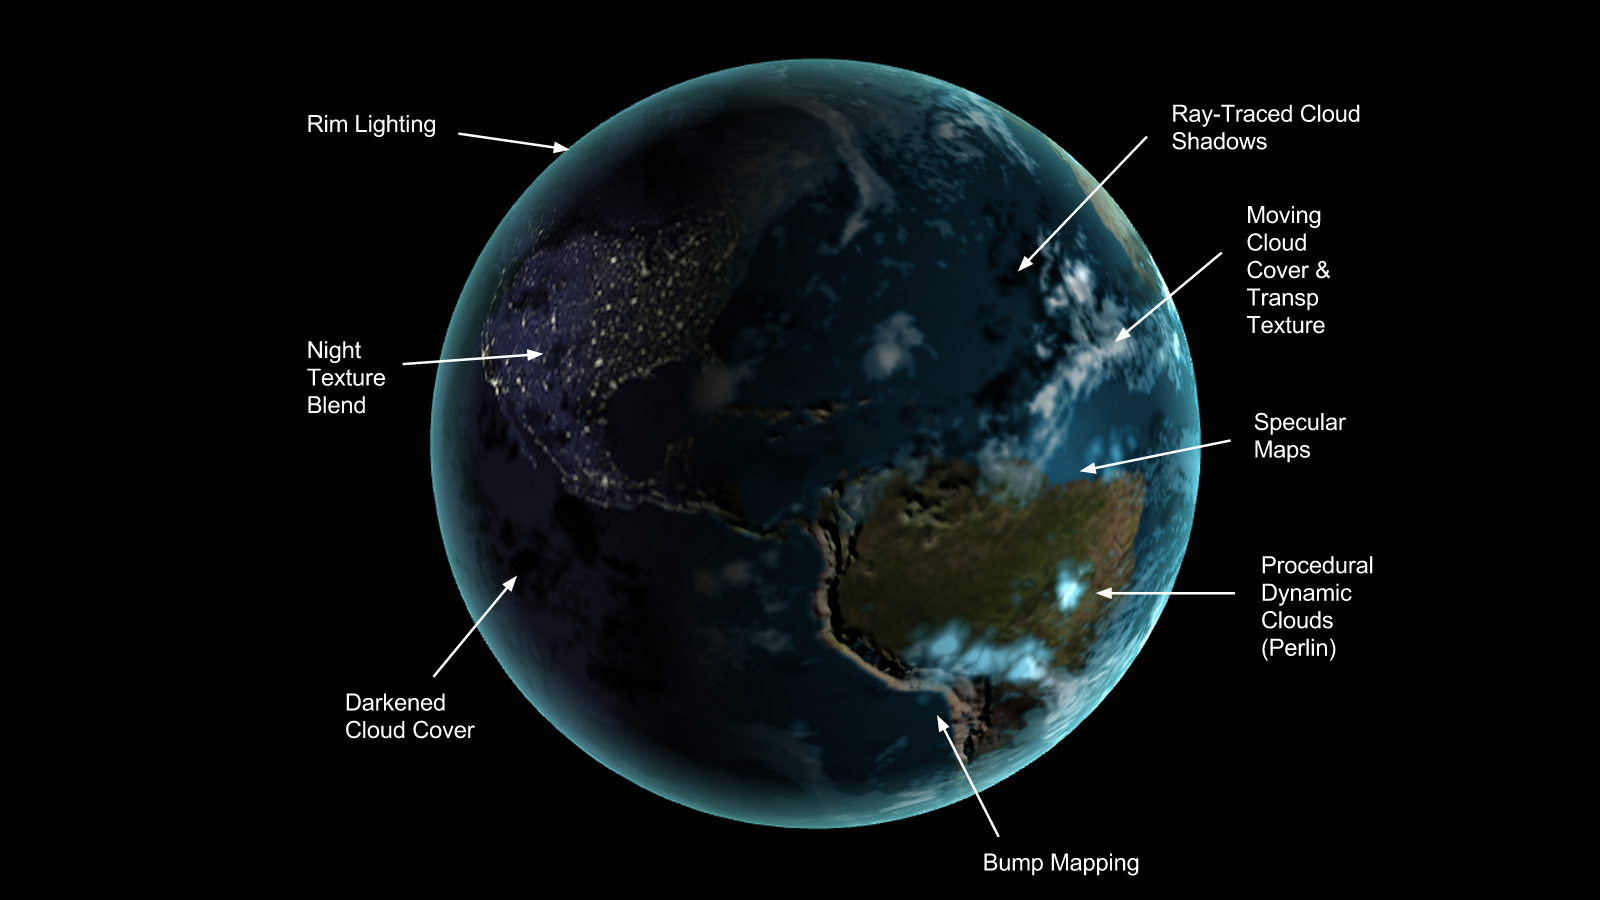 Rim Lighting
Ray-Traced Cloud
Shadows
Moving
Cloud
Cover &
Transp
Texture
Night
Texture
Blend
Specular
Maps
Procedural
Dynamic
Clouds
(Perlin)
Darkened
Cloud Cover
Bump Mapping